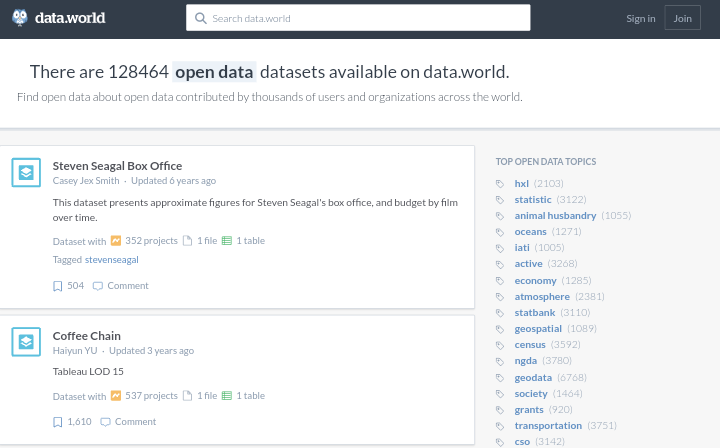 data.world
Search data.world
Sign in
Join
There are 128464 open data datasets available on data.world.
Find open data about open data contributed by thousands of users and organizations across the world.
Steven Seagal Box Office
Casey Jex Smith · Updated 6 years ago
This dataset presents approximate figures for Steven Seagal's box office, and budget by film
over time.
Dataset with 352 projects 1 file 1 table
Tagged stevenseagal
504 Comment
Coffee Chain
Haiyun YU · Updated 3 years ago
Tableau LOD 15
Dataset with 537 projects 1 file 1 table
1,610 Comment
TOP OPEN DATA TOPICS
hxl (2103)
statistic (3122)
animal husbandry (1055)
oceans (1271)
iati (1005)
active (3268)
economy (1285)
atmosphere (2381)
statbank (3110)
geospatial (1089)
census (3592)
ngda (3780)
geodata (6768)
society (1464)
grants (920)
transportation (3751)
cso (3142)